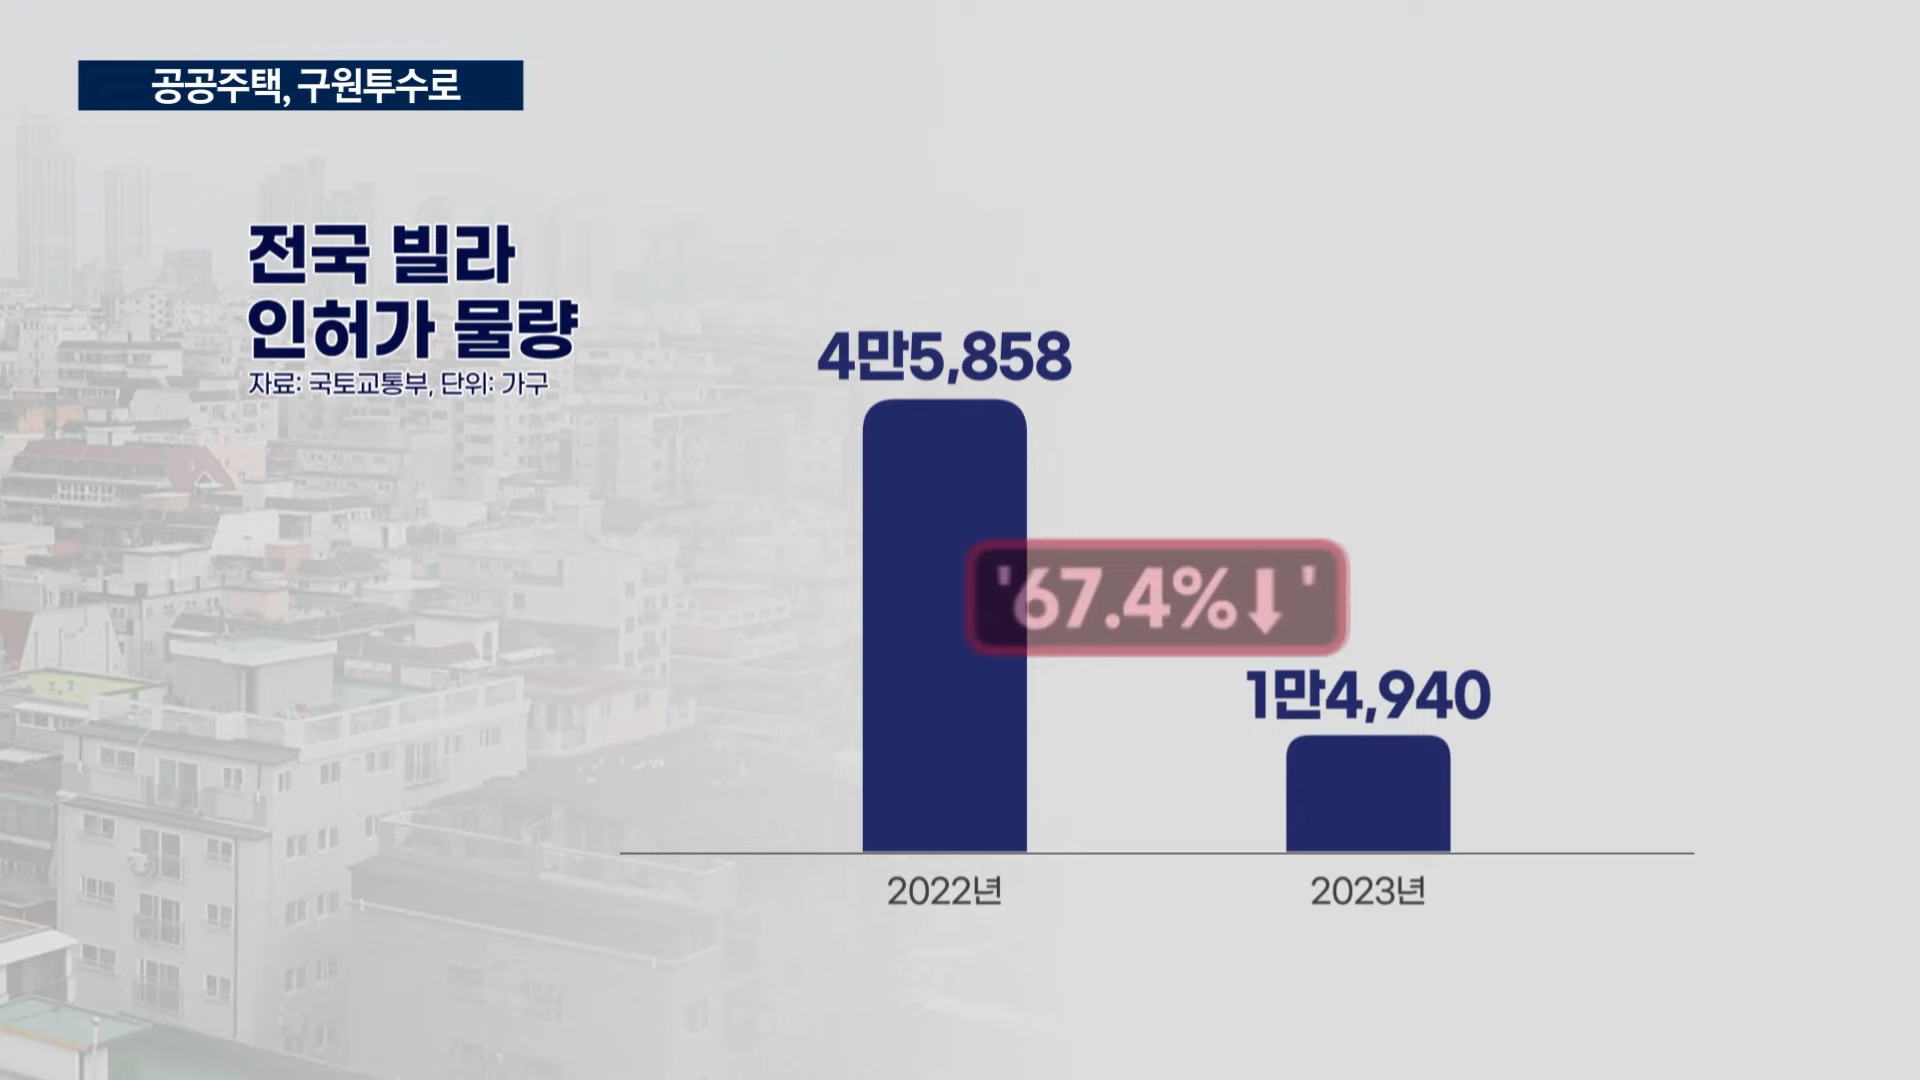 공공주택, 구원투수로
전국 빌라
인허가 물량
자료: 국토교통부, 단위: 가구
4만5,858
'67.4%⬇'
1만4,940
2022년
2023년